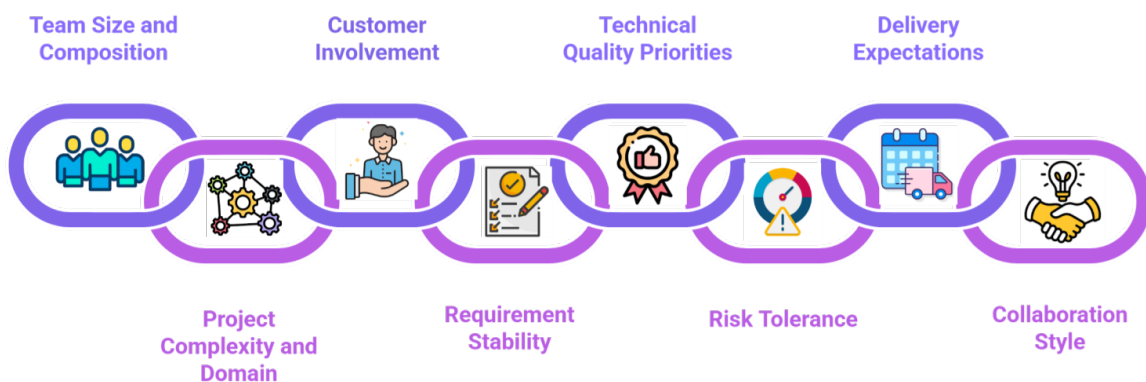 Team Size and
Composition
Customer
Involvement
Technical
Quality Priorities
Delivery
Expectations
Project
Complexity and
Domain
Requirement
Stability
Risk Tolerance
Collaboration
Style